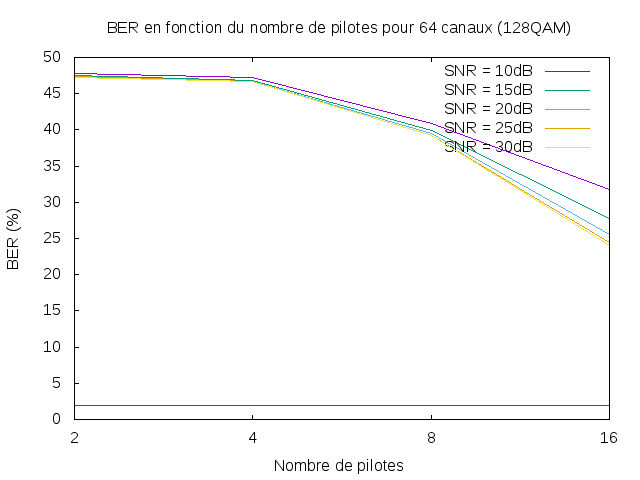 BER en fonction du nombre de pilotes pour 64 canaux (128QAM)
50
45
40
35
30
25
20
15
10
5
0
BER (%)
SNR = 10dB
SNR = 15dB
SNR = 20dB
SNR = 25dB
SNR = 30dB
2 4 8 16
Nombre de pilotes